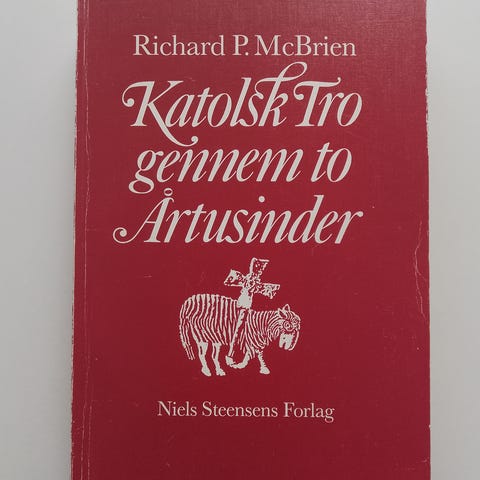 Richard P. McBrien
Katolsk Tro
gennem to
Årtusinder
Niels Steensens Forlag